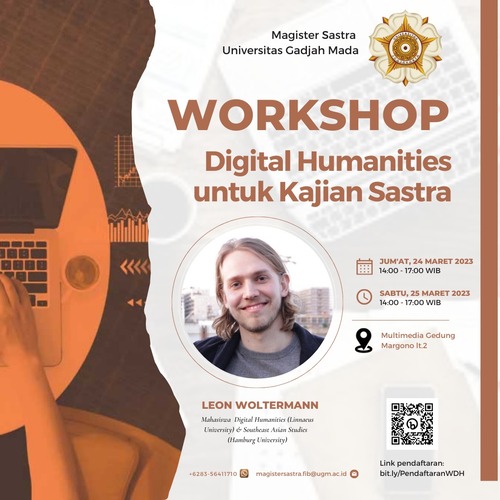 Magister Sastra
Universitas Gadjah Mada
WORKSHOP
Digital Humanities
untuk Kajian Sastra
JUM'AT, 24 MARET 2023
14:00 - 17:00 WIB
SABTU, 25 MARET 2023
14:00 - 17:00 WIB
Multimedia Gedung
Margono lt.2
LEON WOLTERMANN
Mahasiswa Digital Humanities (Linnaeus
University) & Southeast Asian Studies
(Hamburg University)
Link pendaftaran:
bit.ly/PendaftaranWDH
+6283-56411710
magistersastra.fib@ugm.ac.id